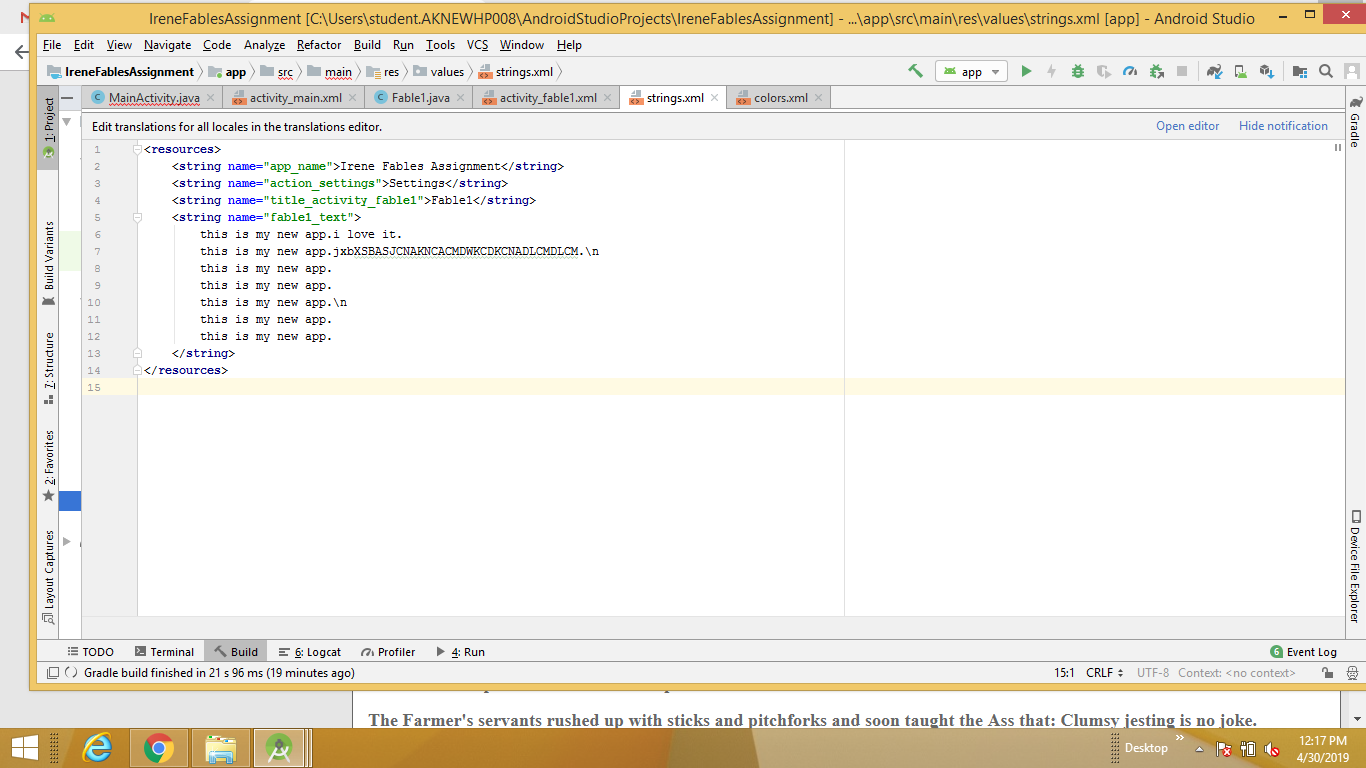 IreneFablesAssignment [C:\Users\student.AKNEWHP008\AndroidStudioProjects\IreneFablesAssignment] - ...\app\src\main\res\values\strings.xml [app] - Android Studio
File Edit View Navigate Code Analyze Refactor Build Run Tools VCS Window Help
IreneFablesAssignment app src main res values strings.xml app
MainActivity.java activity_main.xml Fable1.java activity_fable1.xml strings.xml colors.xml
Edit translations for all locales in the translations editor. Open editor Hide notification
1 <resources>
2 <string name="app_name">Irene Fables Assignment</string>
3 <string name="action_settings">Settings</string>
4 <string name="title_activity_fable1">Fable1</string>
5 <string name="fable1_text">
6 this is my new app.i love it.
7 this is my new app.jxbXSBASJCNAKNCACMDWKCDKCNADLCMDLCM.\n
8 this is my new app.
9 this is my new app.
10 this is my new app.\n
11 this is my new app.
12 this is my new app.
13 </string>
14 </resources>
15
1: Project
Build Variants
7: Structure
2: Favorites
Layout Captures
Gradle
Device File Explorer
TODO Terminal Build 6: Logcat Profiler 4: Run 6 Event Log
Gradle build finished in 21 s 96 ms (19 minutes ago) 15:1 CRLF UTF-8 Context: <no context>
The Farmer's servants rushed up with sticks and pitchforks and soon taught the Ass that: Clumsy jesting is no joke.
Desktop
12:17 PM
4/30/2019